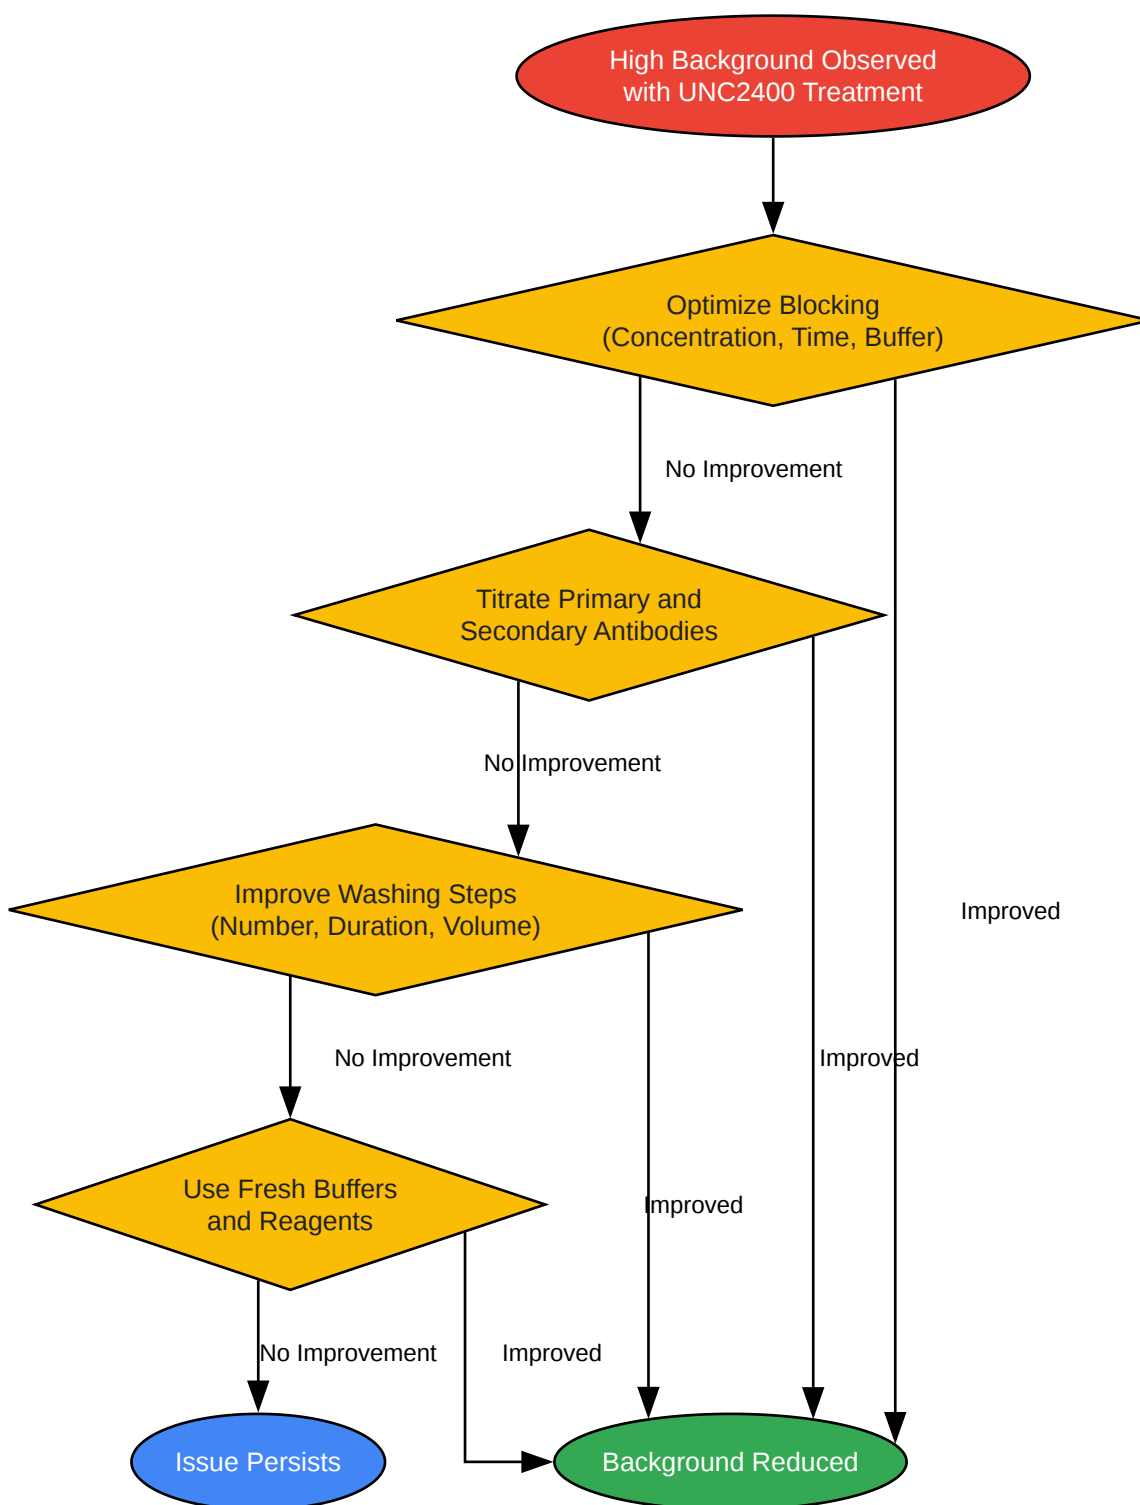 High Background Observed
with UNC2400 Treatment
Optimize Blocking
(Concentration, Time, Buffer)
No Improvement
Titrate Primary and
Secondary Antibodies
No Improvement
Improve Washing Steps
(Number, Duration, Volume)
Improved
No Improvement
Improved
Use Fresh Buffers
and Reagents
Improved
No Improvement
Improved
Issue Persists
Background Reduced